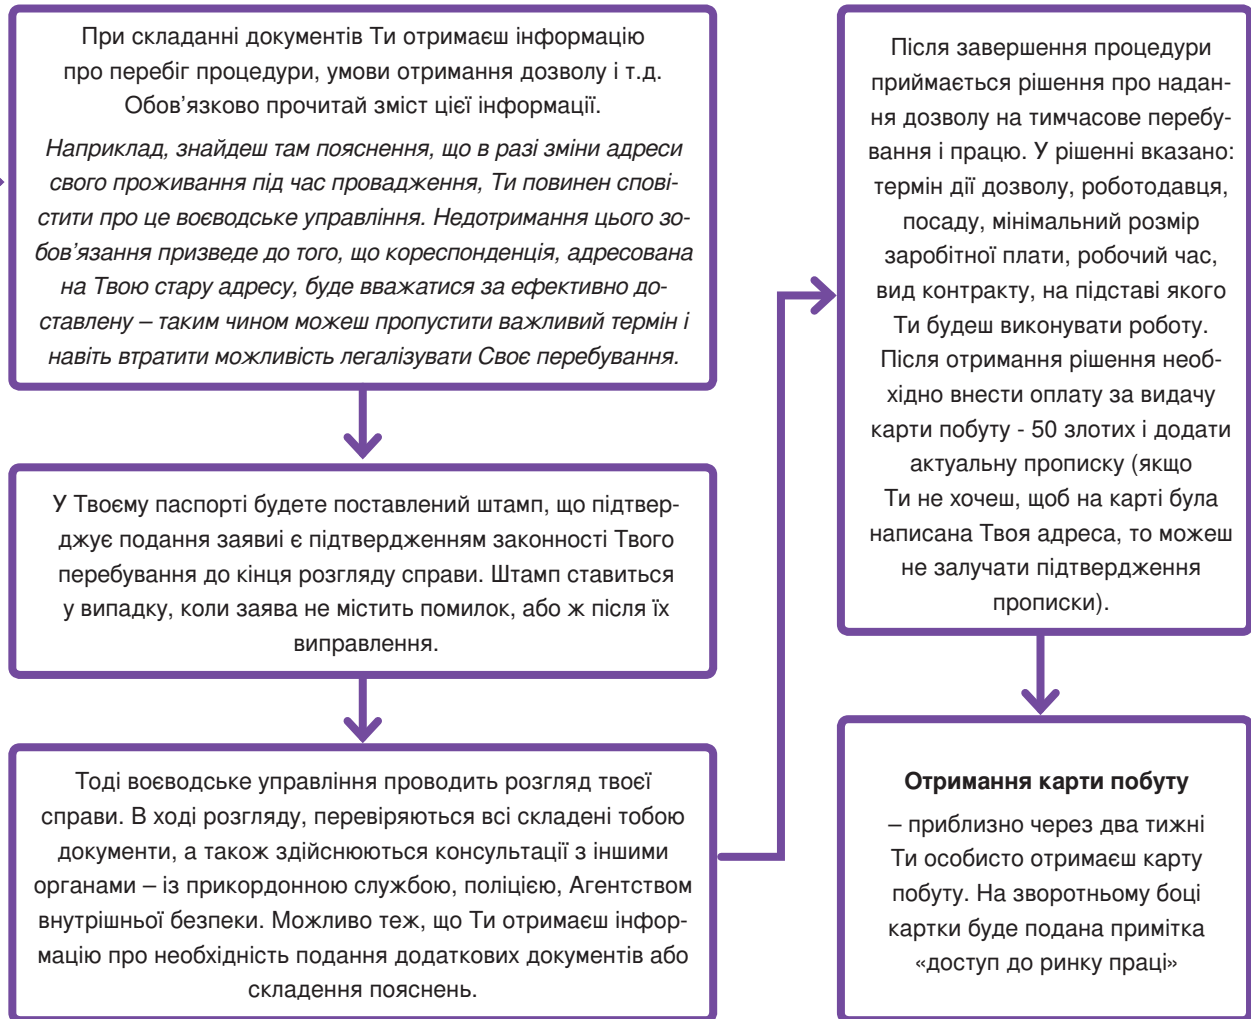 При складанні документів Ти отримаєш інформацію
про перебіг процедури, умови отримання дозволу і т.д.
Обов’язково прочитай зміст цієї інформації.
Наприклад, знайдеш там пояснення, що в разі зміни адреси
свого проживання під час провадження, Ти повинен спові-
стити про це воєводське управління. Недотримання цього зо-
бов’язання призведе до того, що кореспонденція, адресована
на Твою стару адресу, буде вважатися за ефективно до-
ставлену – таким чином можеш пропустити важливий термін і
навіть втратити можливість легалізувати Своє перебування.
У Твоєму паспорті будете поставлений штамп, що підтвер-
джує подання заявиі є підтвердженням законності Твого
перебування до кінця розгляду справи. Штамп ставиться
у випадку, коли заява не містить помилок, або ж після їх
виправлення.
Тоді воєводське управління проводить розгляд твоєї
справи. В ході розгляду, перевіряються всі складені тобою
документи, а також здійснюються консультації з іншими
органами – із прикордонною службою, поліцією, Агентством
внутрішньої безпеки. Можливо теж, що Ти отримаєш інфор-
мацію про необхідність подання додаткових документів або
складення пояснень.
Після завершення процедури
приймається рішення про надан-
ня дозволу на тимчасове перебу-
вання і працю. У рішенні вказано:
термін дії дозволу, роботодавця,
посаду, мінімальний розмір
заробітної плати, робочий час,
вид контракту, на підставі якого
Ти будеш виконувати роботу.
Після отримання рішення необ-
хідно внести оплату за видачу
карти побуту - 50 злотих і додати
актуальну прописку (якщо
Ти не хочеш, щоб на карті була
написана Твоя адреса, то можеш
не залучати підтвердження
прописки).
Отримання карти побуту
– приблизно через два тижні
Ти особисто отримаєш карту
побуту. На зворотньому боці
картки буде подана примітка
«доступ до ринку праці»